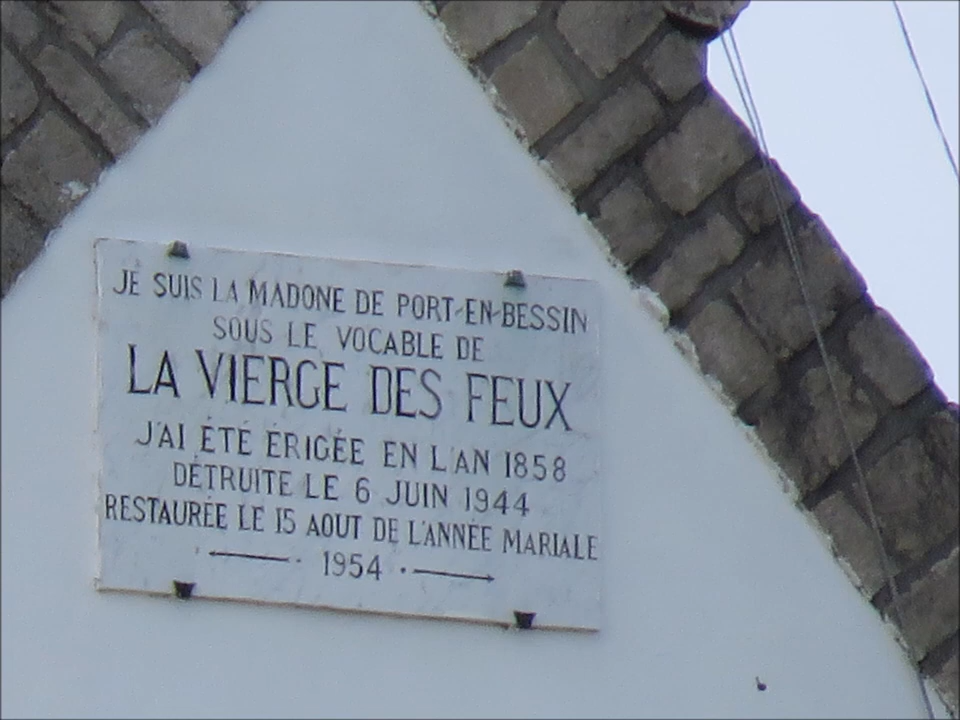 JE SUIS LA MADONE DE PORT-EN-BESSIN
SOUS LE VOCABLE DE
LA VIERGE DES FEUX
J'AI ÉTÉ ÉRIGÉE EN L'AN 1858
DÉTRUITE LE 6 JUIN 1944
RESTAURÉE LE 15 AOUT DE L'ANNÉE MARIALE
1954